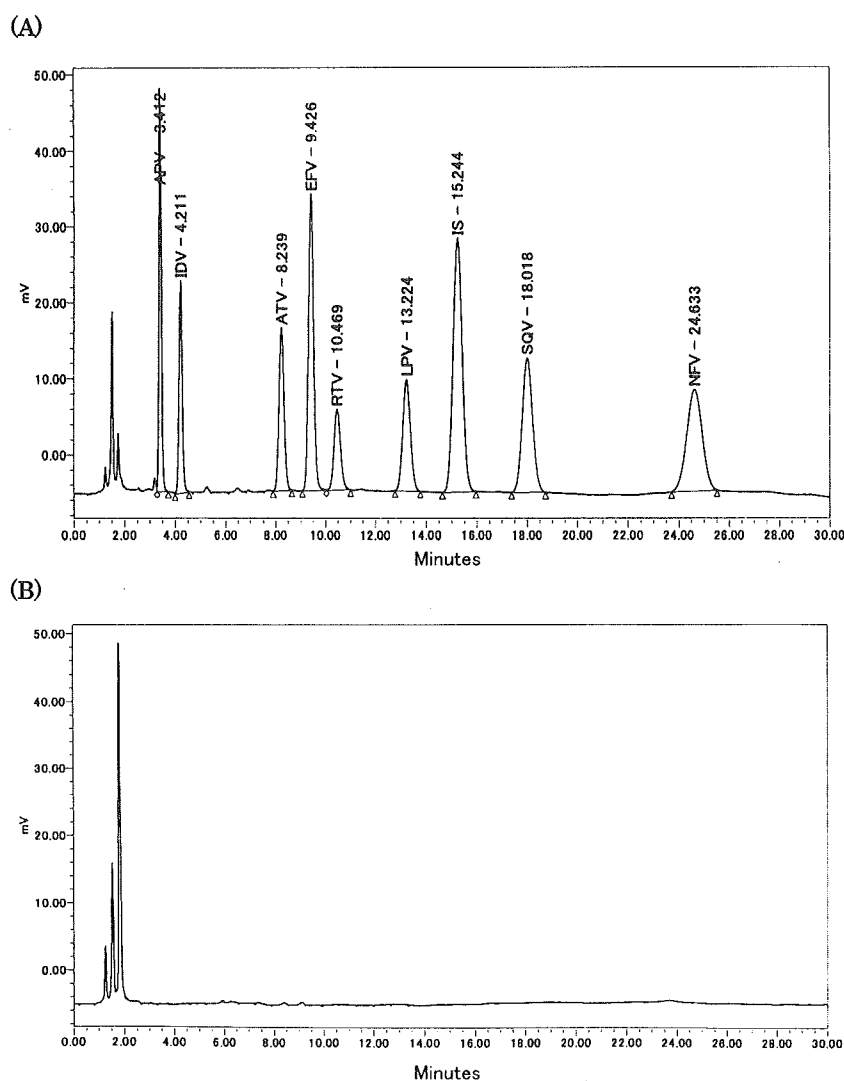 (A)
50.00
40.00
30.00
20.00
10.00
0.00
mV
APV - 3.412
IDV - 4.211
ATV - 8.239
EFV - 9.426
RTV - 10.469
LPV - 13.224
IS - 15.244
SQV - 18.018
NFV - 24.633
0.00 2.00 4.00 6.00 8.00 10.00 12.00 14.00 16.00 18.00 20.00 22.00 24.00 26.00 28.00 30.00
Minutes
(B)
50.00
40.00
30.00
20.00
10.00
0.00
mV
0.00 2.00 4.00 6.00 8.00 10.00 12.00 14.00 16.00 18.00 20.00 22.00 24.00 26.00 28.00 30.00
Minutes